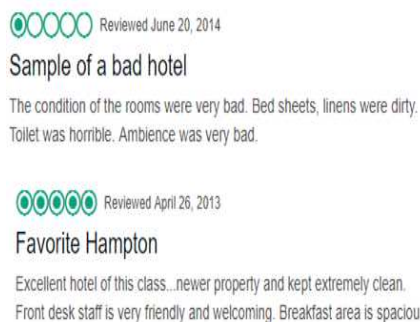 Reviewed June 20, 2014
Sample of a bad hotel
The condition of the rooms were very bad. Bed sheets, linens were dirty.
Toilet was horrible. Ambience was very bad.
Reviewed April 26, 2013
Favorite Hampton
Excellent hotel of this class...newer property and kept extremely clean.
Front desk staff is very friendly and welcoming. Breakfast area is